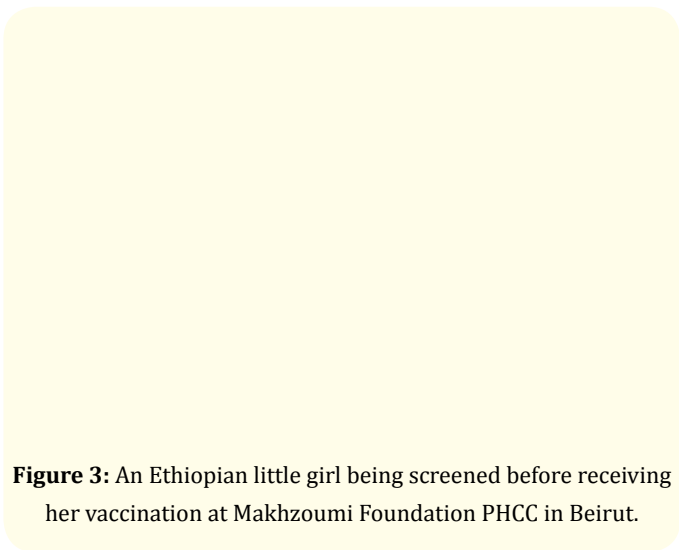 Figure 3: An Ethiopian little girl being screened before receiving
her vaccination at Makhzoumi Foundation PHCC in Beirut.